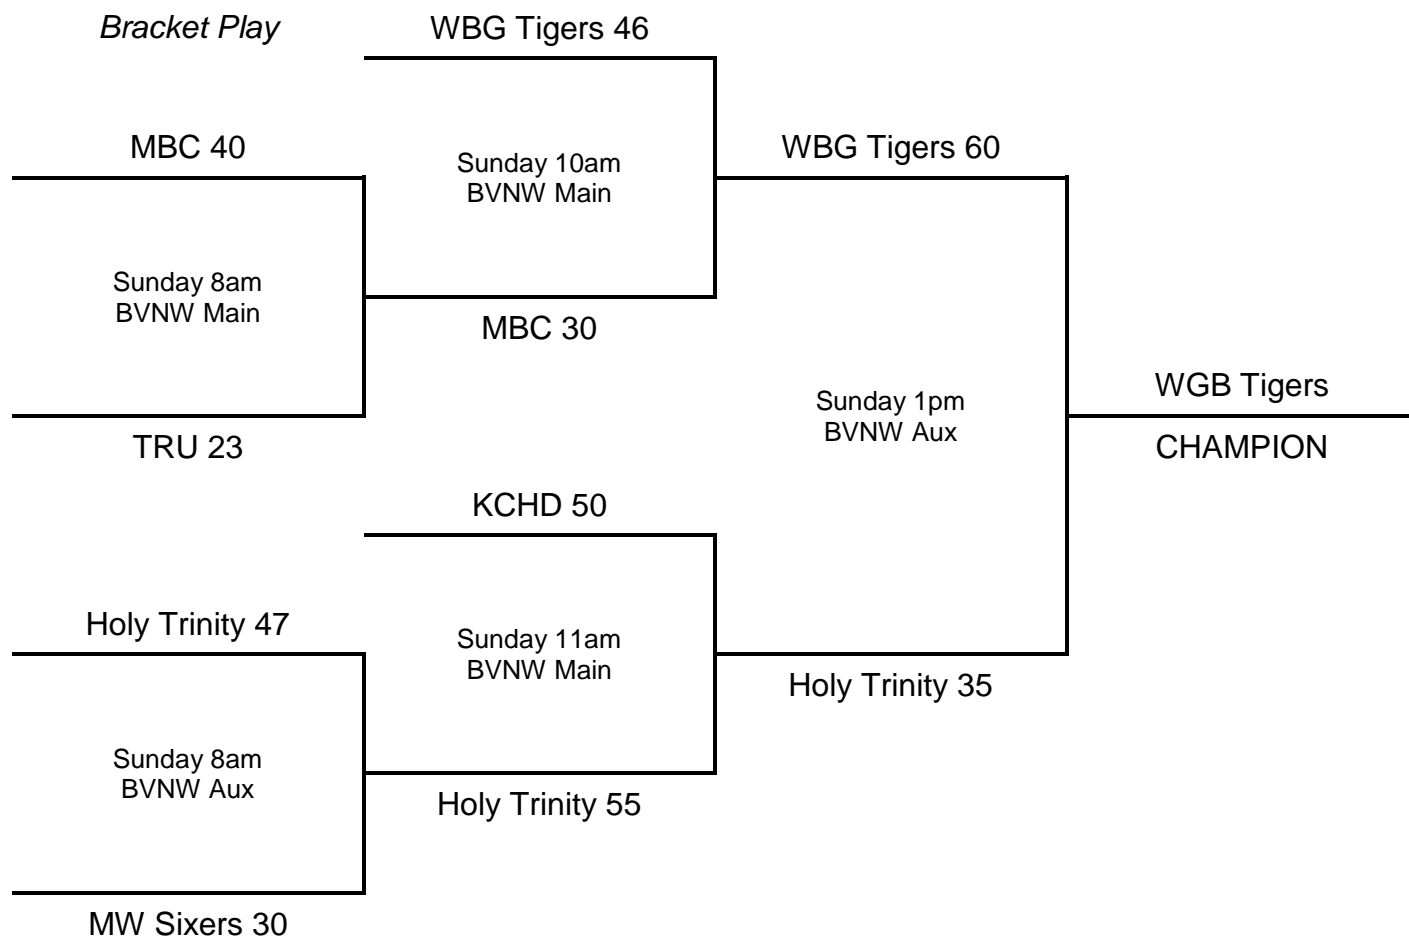 Bracket Play
WBG Tigers 46
MBC 40
Sunday 10am
BVNW Main
WBG Tigers 60
Sunday 8am
BVNW Main
MBC 30
TRU 23
Sunday 1pm
BVNW Aux
WGB Tigers
CHAMPION
KCHD 50
Holy Trinity 47
Sunday 11am
BVNW Main
Holy Trinity 35
Sunday 8am
BVNW Aux
Holy Trinity 55
MW Sixers 30